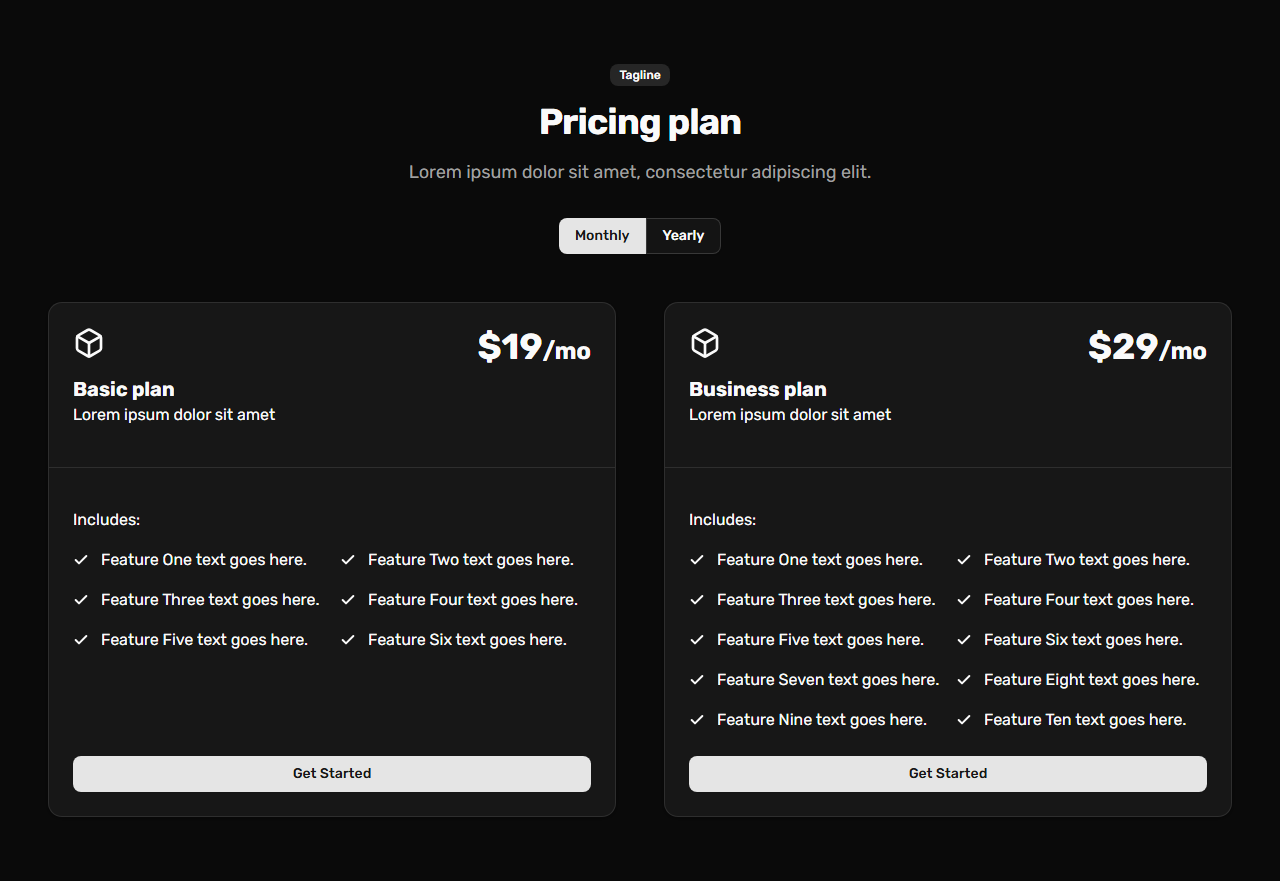 Tagline
Pricing plan
Lorem ipsum dolor sit amet, consectetur adipiscing elit.
Monthly Yearly
$19/mo
Basic plan
Lorem ipsum dolor sit amet
Includes:
Feature One text goes here. Feature Two text goes here.
Feature Three text goes here. Feature Four text goes here.
Feature Five text goes here. Feature Six text goes here.
Get Started
$29/mo
Business plan
Lorem ipsum dolor sit amet
Includes:
Feature One text goes here. Feature Two text goes here.
Feature Three text goes here. Feature Four text goes here.
Feature Five text goes here. Feature Six text goes here.
Feature Seven text goes here. Feature Eight text goes here.
Feature Nine text goes here. Feature Ten text goes here.
Get Started